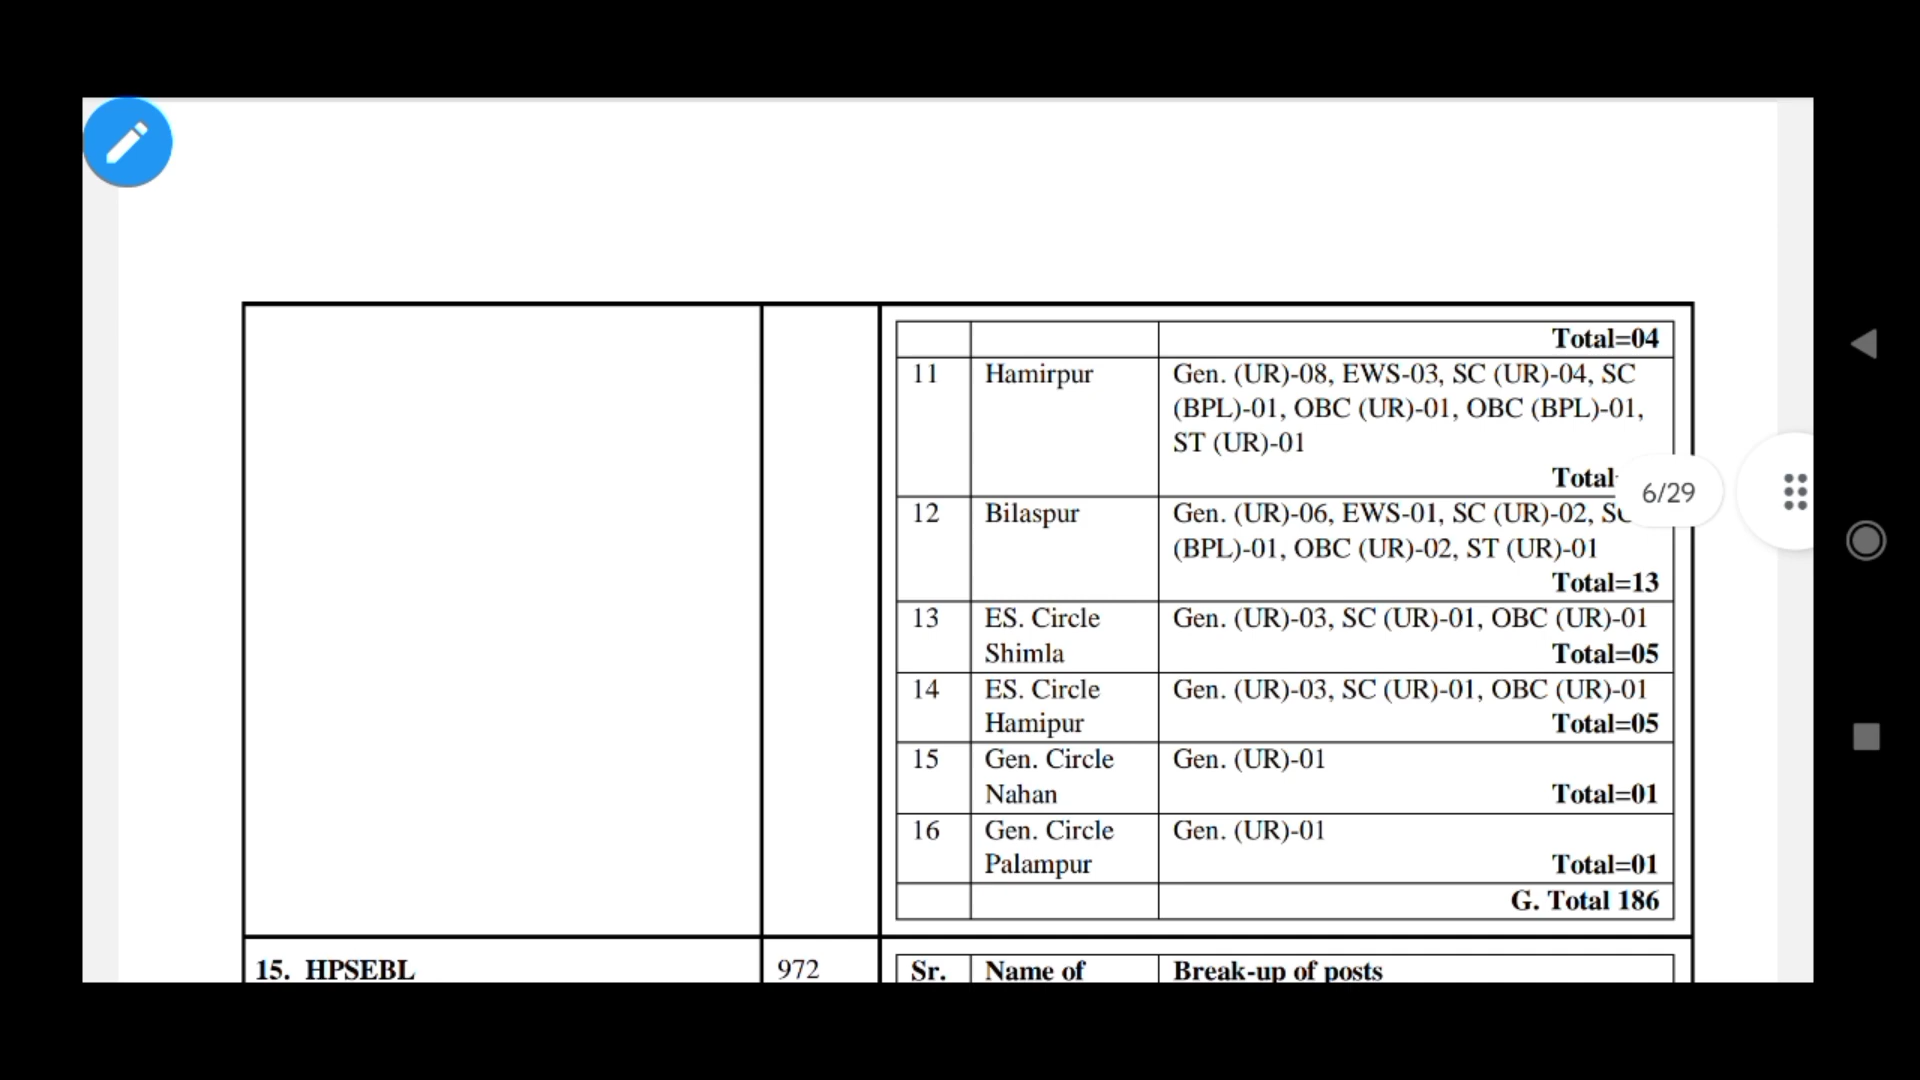 Total=04
11 Hamirpur Gen. (UR)-08, EWS-03, SC (UR)-04, SC
(BPL)-01, OBC (UR)-01, OBC (BPL)-01,
ST (UR)-01
Total
6/29
12 Bilaspur Gen. (UR)-06, EWS-01, SC (UR)-02,
(BPL)-01, OBC (UR)-02, ST (UR)-01
Total=13
13 ES. Circle Gen. (UR)-03, SC (UR)-01, OBC (UR)-01
Shimla Total=05
14 ES. Circle Gen. (UR)-03, SC (UR)-01, OBC (UR)-01
Hamipur Total=05
15 Gen. Circle Gen. (UR)-01
Nahan Total=01
16 Gen. Circle Gen. (UR)-01
Palampur Total=01
G. Total 186
15. HPSEBL 972 Sr. Name of Break-up of posts